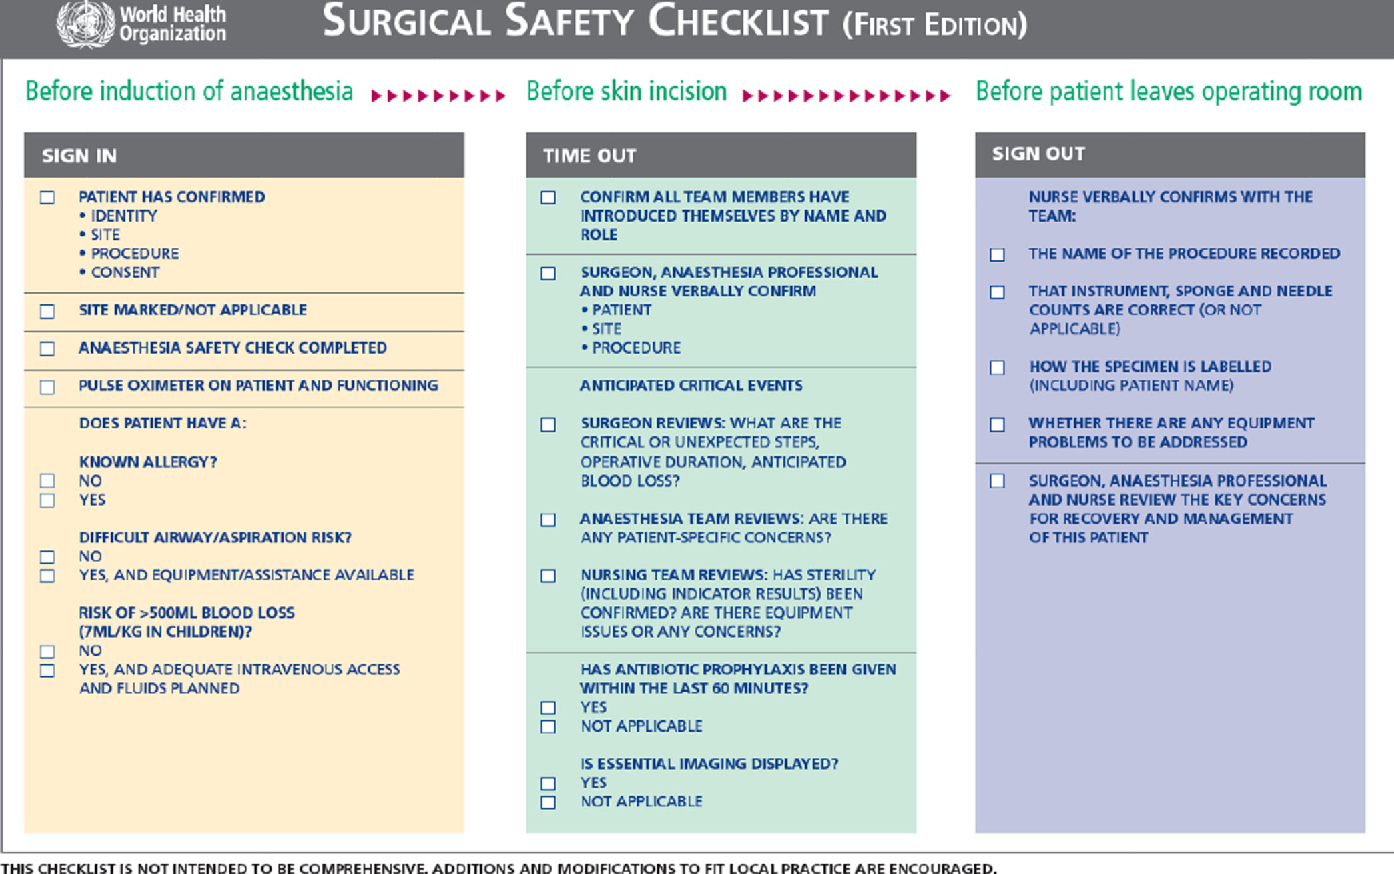 World Health
Organization
SURGICAL SAFETY CHECKLIST (FIRST EDITION)
Before induction of anaesthesia
Before skin incision
Before patient leaves operating room
SIGN IN
PATIENT HAS CONFIRMED
• IDENTITY
• SITE
• PROCEDURE
• CONSENT
SITE MARKED/NOT APPLICABLE
ANAESTHESIA SAFETY CHECK COMPLETED
PULSE OXIMETER ON PATIENT AND FUNCTIONING
DOES PATIENT HAVE A:
KNOWN ALLERGY?
NO
YES
DIFFICULT AIRWAY/ASPIRATION RISK?
NO
YES, AND EQUIPMENT/ASSISTANCE AVAILABLE
RISK OF >500ML BLOOD LOSS
(7ML/KG IN CHILDREN)?
NO
YES, AND ADEQUATE INTRAVENOUS ACCESS
AND FLUIDS PLANNED
TIME OUT
CONFIRM ALL TEAM MEMBERS HAVE
INTRODUCED THEMSELVES BY NAME AND
ROLE
SURGEON, ANAESTHESIA PROFESSIONAL
AND NURSE VERBALLY CONFIRM
• PATIENT
• SITE
• PROCEDURE
ANTICIPATED CRITICAL EVENTS
SURGEON REVIEWS: WHAT ARE THE
CRITICAL OR UNEXPECTED STEPS,
OPERATIVE DURATION, ANTICIPATED
BLOOD LOSS?
ANAESTHESIA TEAM REVIEWS: ARE THERE
ANY PATIENT-SPECIFIC CONCERNS?
NURSING TEAM REVIEWS: HAS STERILITY
(INCLUDING INDICATOR RESULTS) BEEN
CONFIRMED? ARE THERE EQUIPMENT
ISSUES OR ANY CONCERNS?
HAS ANTIBIOTIC PROPHYLAXIS BEEN GIVEN
WITHIN THE LAST 60 MINUTES?
YES
NOT APPLICABLE
IS ESSENTIAL IMAGING DISPLAYED?
YES
NOT APPLICABLE
SIGN OUT
NURSE VERBALLY CONFIRMS WITH THE
TEAM:
THE NAME OF THE PROCEDURE RECORDED
THAT INSTRUMENT, SPONGE AND NEEDLE
COUNTS ARE CORRECT (OR NOT
APPLICABLE)
HOW THE SPECIMEN IS LABELLED
(INCLUDING PATIENT NAME)
WHETHER THERE ARE ANY EQUIPMENT
PROBLEMS TO BE ADDRESSED
SURGEON, ANAESTHESIA PROFESSIONAL
AND NURSE REVIEW THE KEY CONCERNS
FOR RECOVERY AND MANAGEMENT
OF THIS PATIENT
THIS CHECKLIST IS NOT INTENDED TO BE COMPREHENSIVE. ADDITIONS AND MODIFICATIONS TO FIT LOCAL PRACTICE ARE ENCOURAGED.